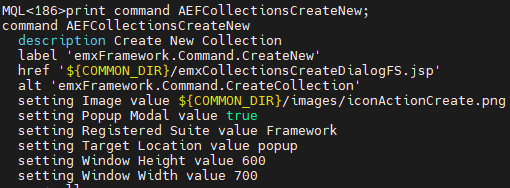 MQL<186>print command AEFCollectionsCreateNew;
command AEFCollectionsCreateNew
description Create New Collection
label 'emxFramework.Command.CreateNew'
href '${COMMON_DIR}/emxCollectionsCreateDialogFS.jsp'
alt 'emxFramework.Command.CreateCollection'
setting Image value ${COMMON_DIR}/images/iconActionCreate.png
setting Popup Modal value true
setting Registered Suite value Framework
setting Target Location value popup
setting Window Height value 600
setting Window Width value 700